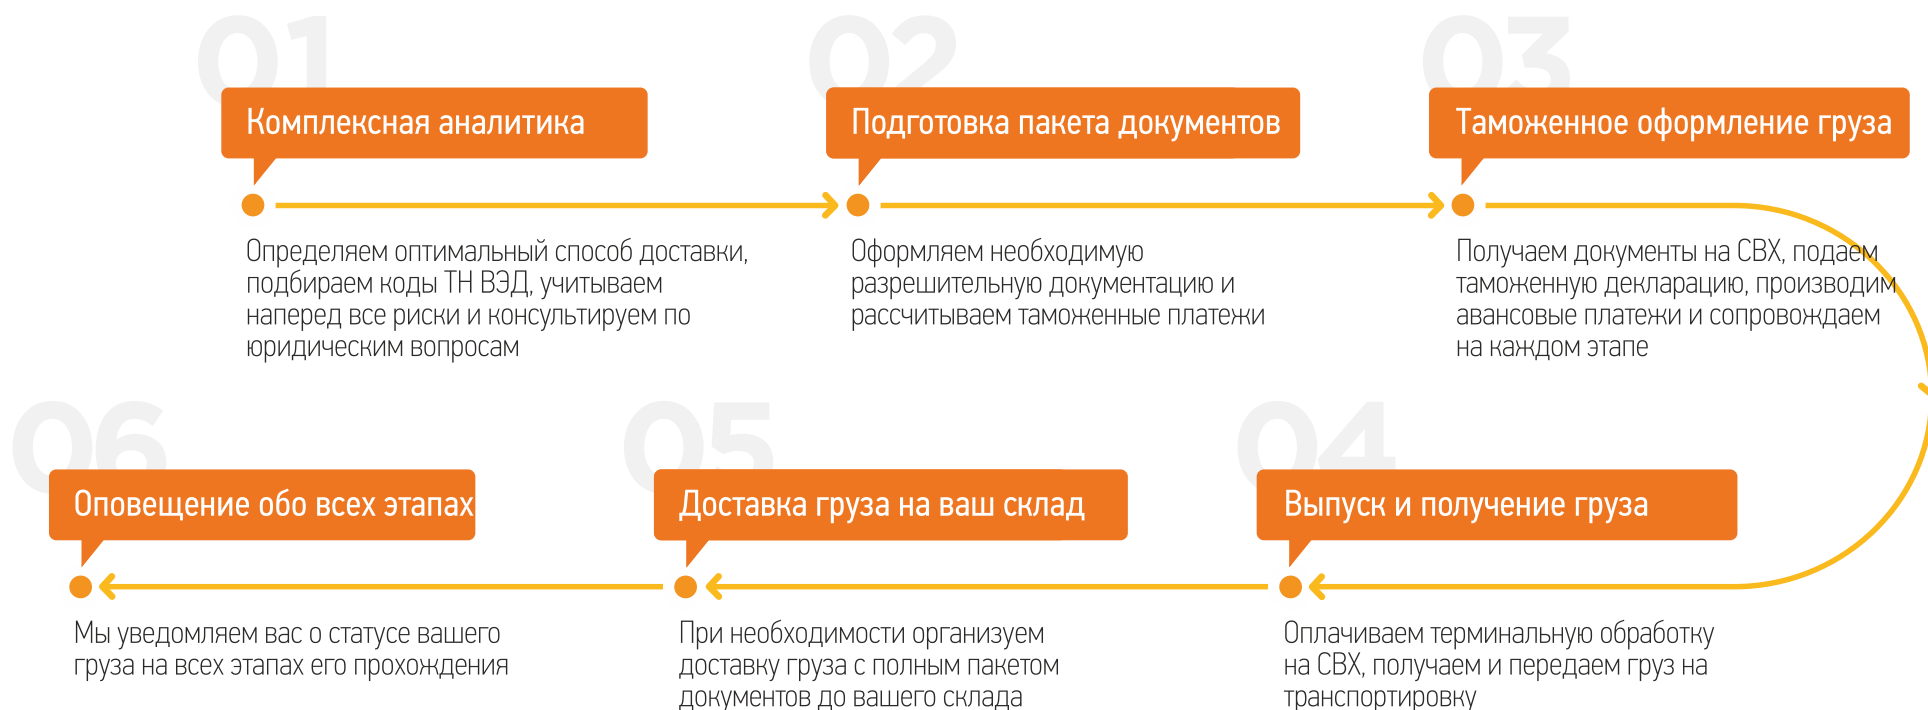 01
Комплексная аналитика
Определяем оптимальный способ доставки,
подбираем коды ТН ВЭД, учитываем
наперед все риски и консультируем по
юридическим вопросам
02
Подготовка пакета документов
Оформляем необходимую
разрешительную документацию и
рассчитываем таможенные платежи
03
Таможенное оформление груза
Получаем документы на СВХ, подаем
таможенную декларацию, производим
авансовые платежи и сопровождаем
на каждом этапе
04
Выпуск и получение груза
Оплачиваем терминальную обработку
на СВХ, получаем и передаем груз на
транспортировку
05
Доставка груза на ваш склад
При необходимости организуем
доставку груза с полным пакетом
документов до вашего склада
06
Оповещение обо всех этапах
Мы уведомляем вас о статусе вашего
груза на всех этапах его прохождения